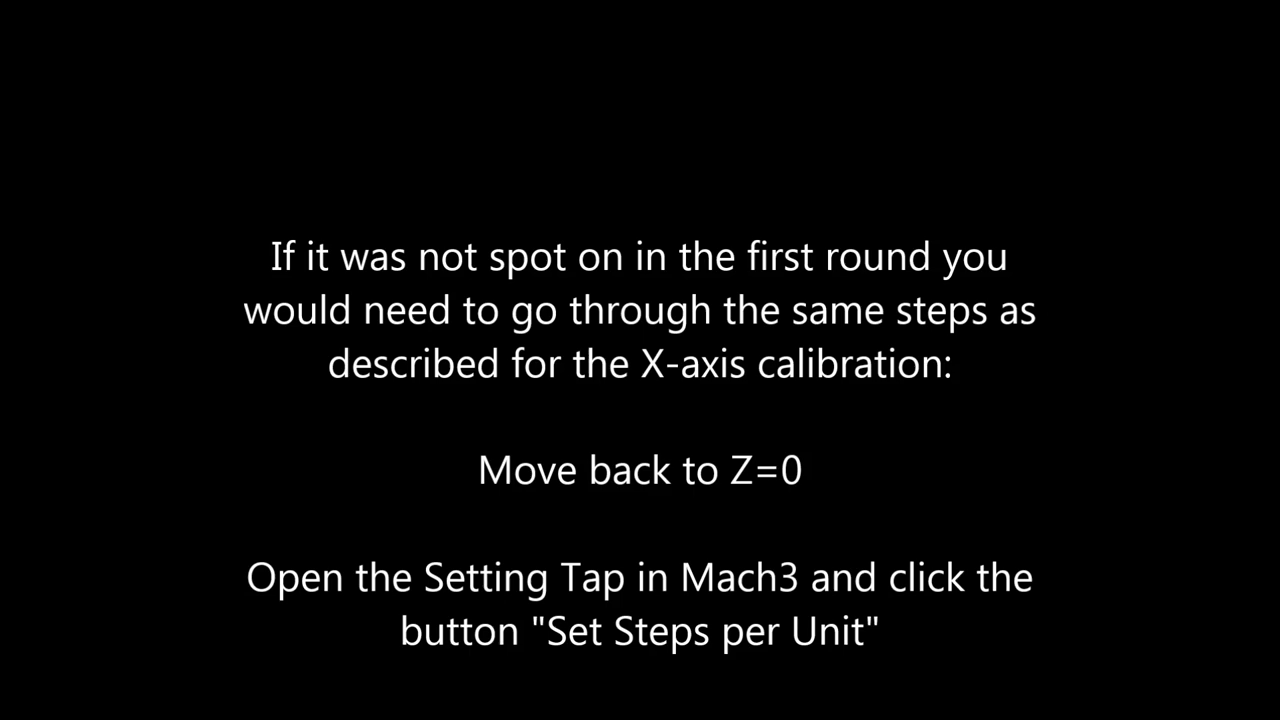 If it was not spot on in the first round you
would need to go through the same steps as
described for the X-axis calibration:
Move back to Z=0
Open the Setting Tap in Mach3 and click the
button "Set Steps per Unit"